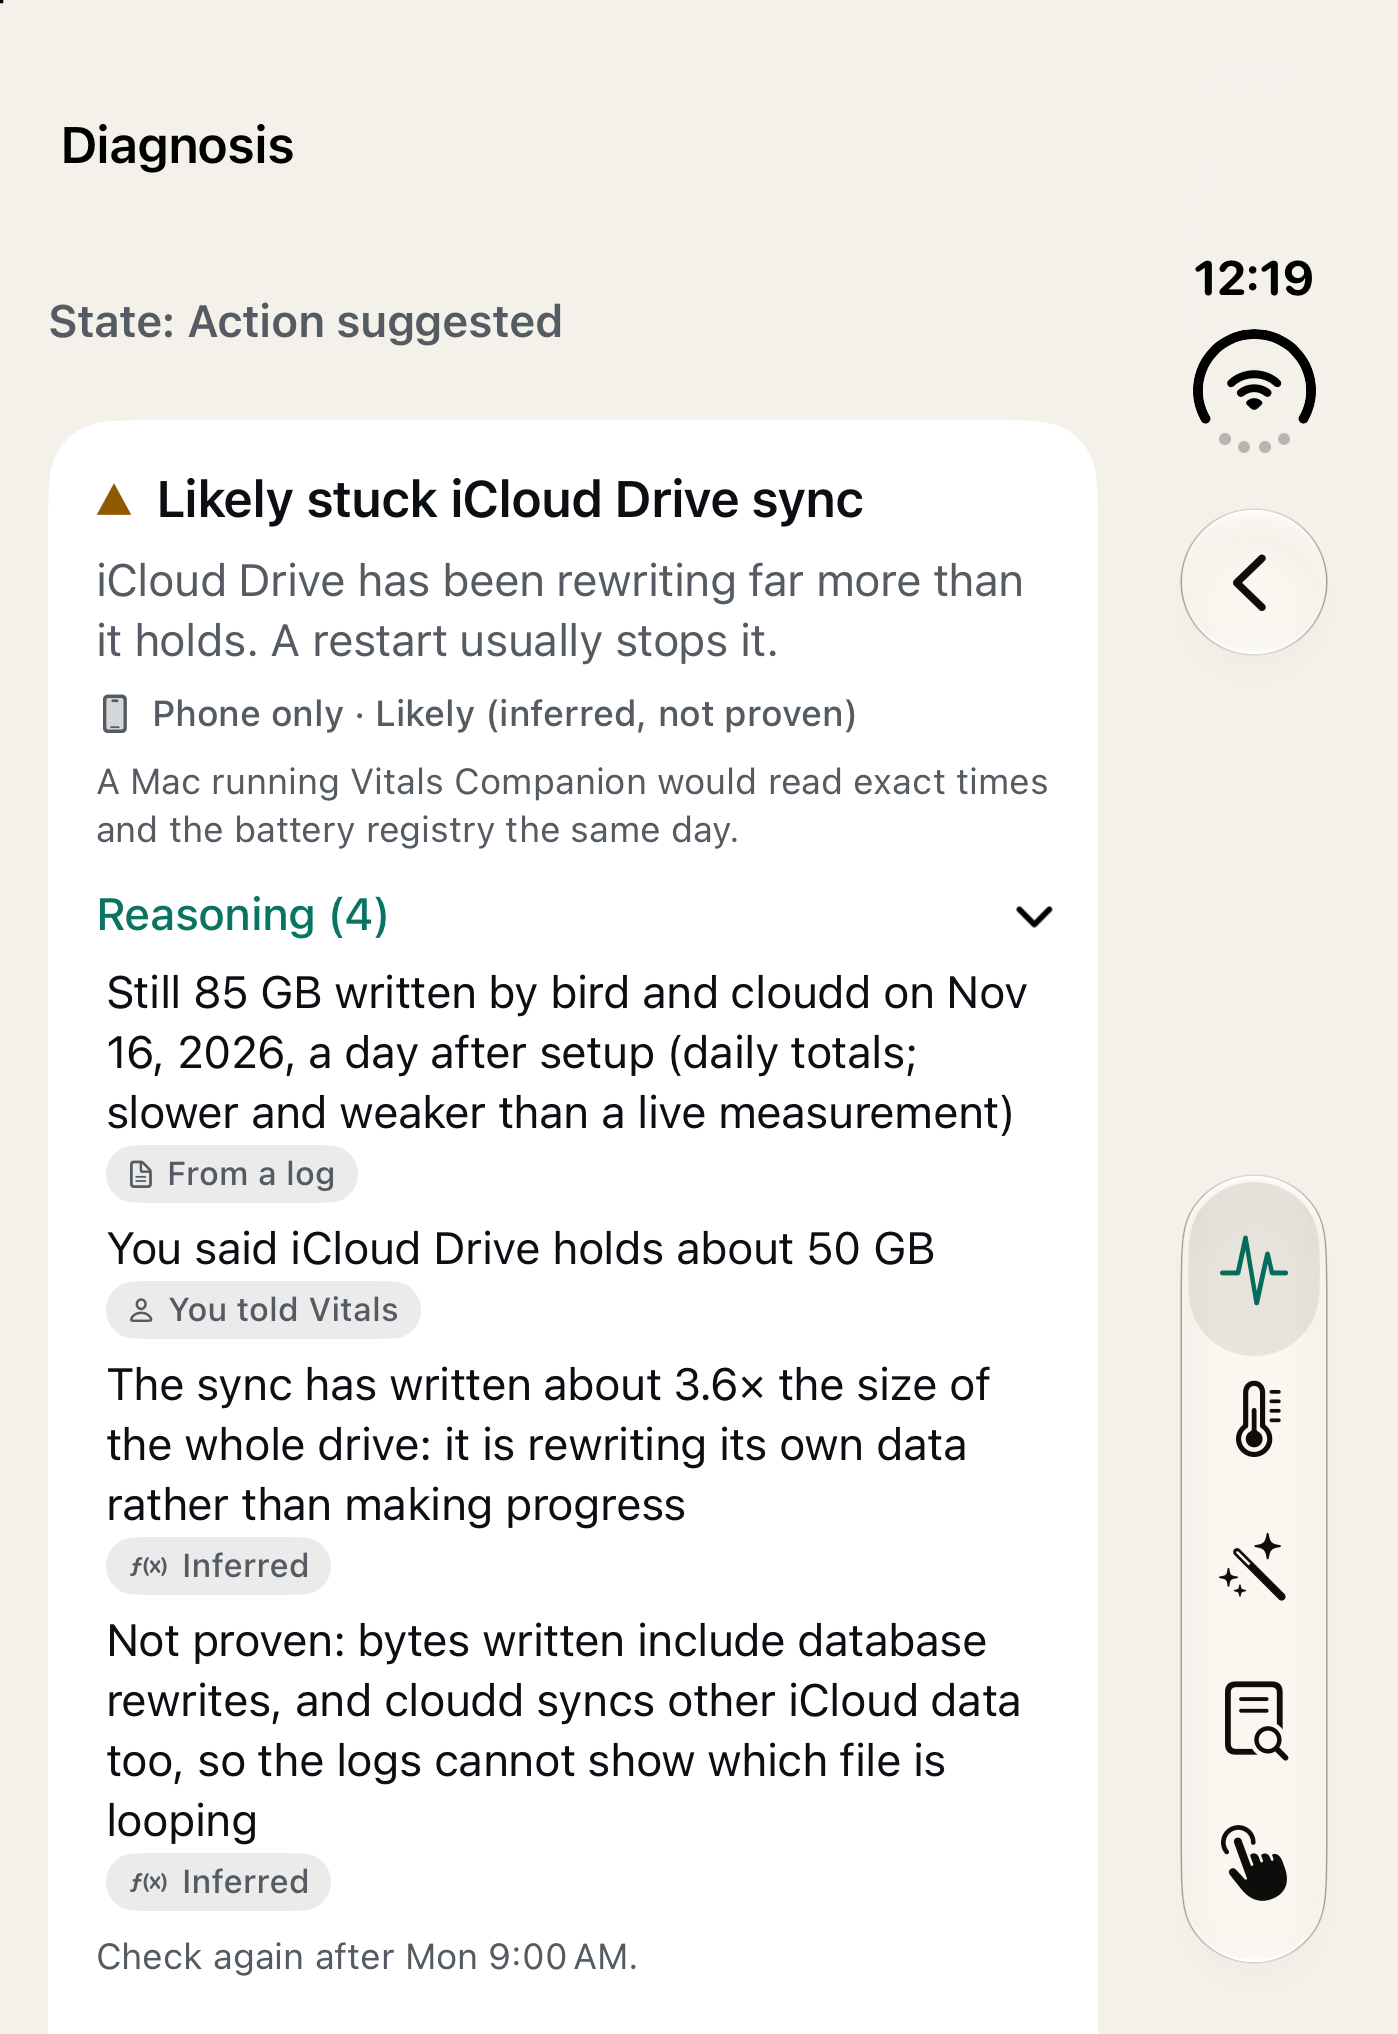 Diagnosis
12:19
State: Action suggested
Likely stuck iCloud Drive sync
iCloud Drive has been rewriting far more than
it holds. A restart usually stops it.
Phone only · Likely (inferred, not proven)
A Mac running Vitals Companion would read exact times
and the battery registry the same day.
Reasoning (4)
Still 85 GB written by bird and cloudd on Nov
16, 2026, a day after setup (daily totals;
slower and weaker than a live measurement)
From a log
You said iCloud Drive holds about 50 GB
You told Vitals
The sync has written about 3.6× the size of
the whole drive: it is rewriting its own data
rather than making progress
f(x) Inferred
Not proven: bytes written include database
rewrites, and cloudd syncs other iCloud data
too, so the logs cannot show which file is
looping
f(x) Inferred
Check again after Mon 9:00 AM.